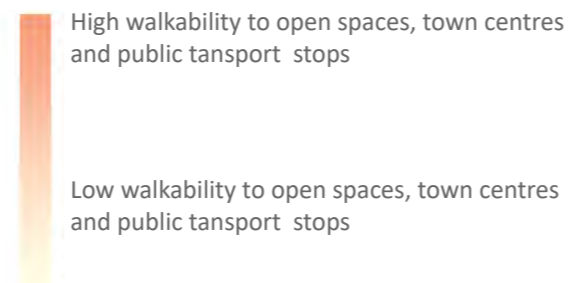 High walkability to open spaces, town centres
and public tansport  stops
Low walkability to open spaces, town centres
and public tansport  stops